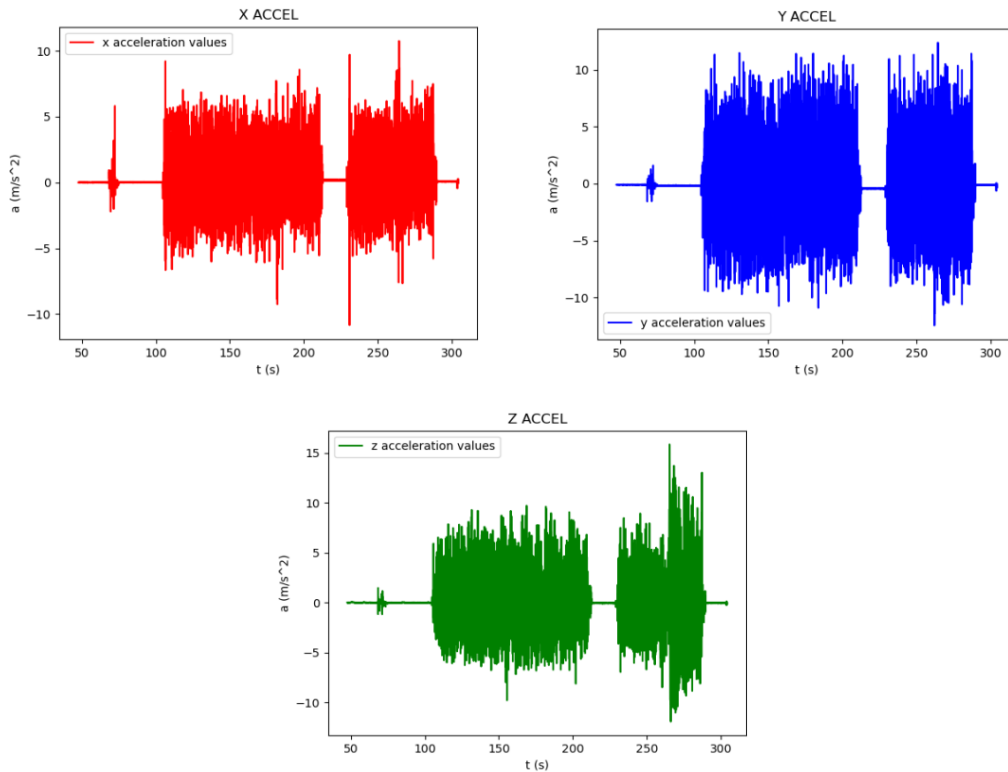 X ACCEL
x acceleration values
a (m/s^2)
10
5
0
−5
−10
50 100 150 200 250 300
t (s)
Y ACCEL
y acceleration values
a (m/s^2)
10
5
0
−5
−10
50 100 150 200 250 300
t (s)
Z ACCEL
z acceleration values
a (m/s^2)
15
10
5
0
−5
−10
50 100 150 200 250 300
t (s)